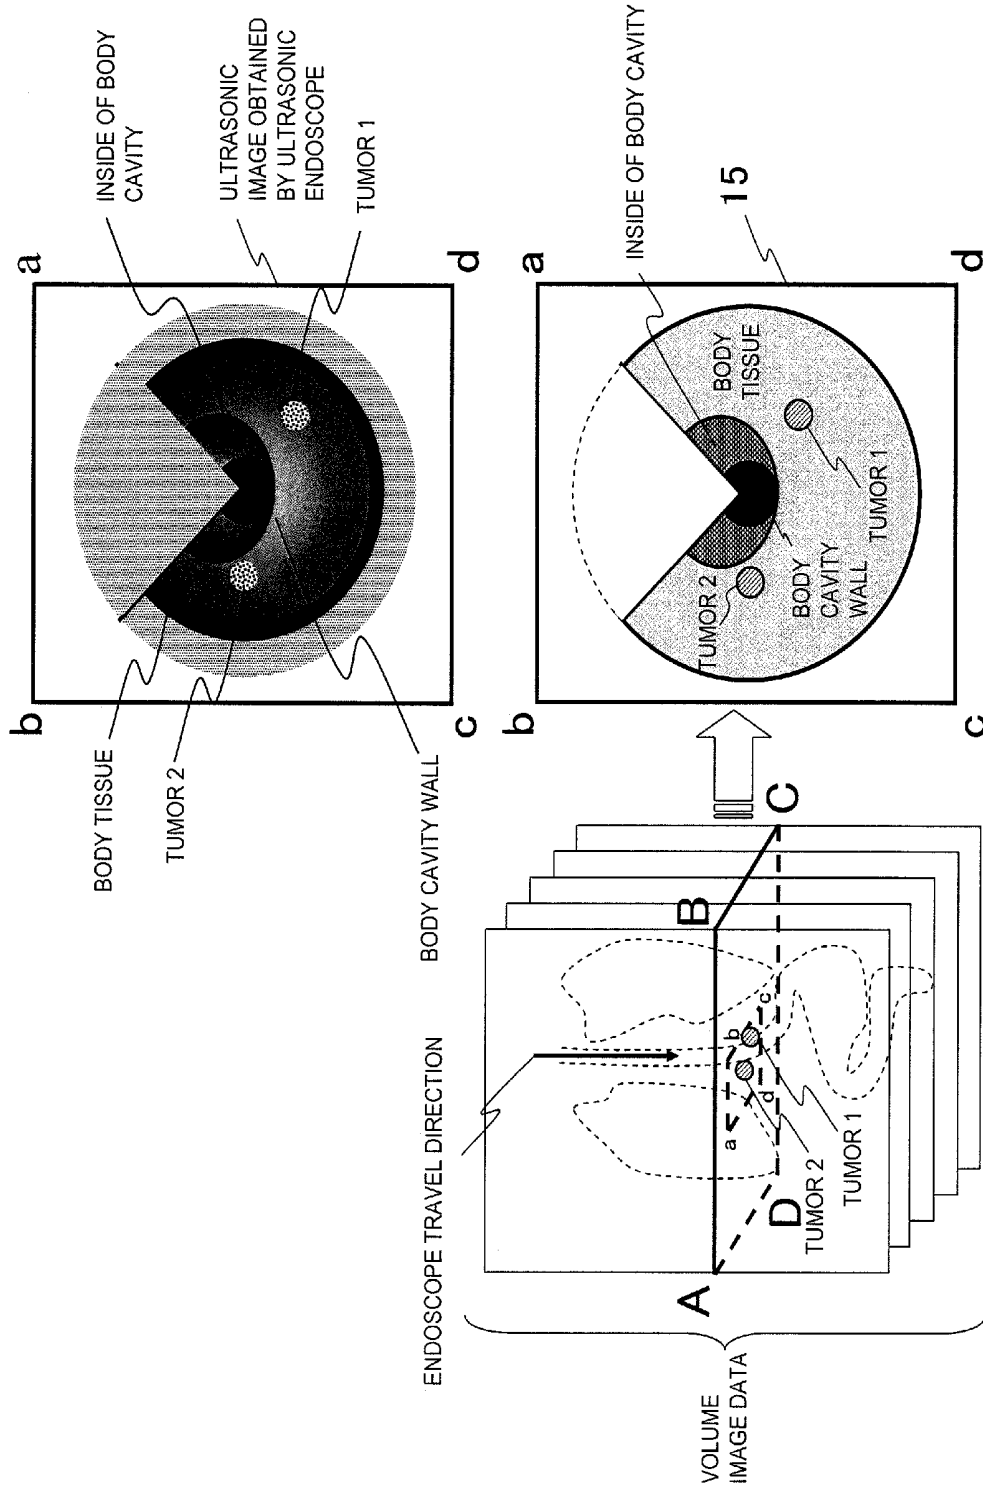 a
b
c
d
INSIDE OF BODY
CAVITY
ULTRASONIC
IMAGE OBTAINED
BY ULTRASONIC
ENDOSCOPE
TUMOR 1
BODY TISSUE
TUMOR 2
BODY CAVITY WALL
ENDOSCOPE TRAVEL DIRECTION
VOLUME
IMAGE DATA
A
B
C
D
a
b
c
d
TUMOR 2
TUMOR 1
a
b
c
d
15
INSIDE OF BODY CAVITY
BODY
TISSUE
TUMOR 2
BODY
CAVITY
WALL
TUMOR 1